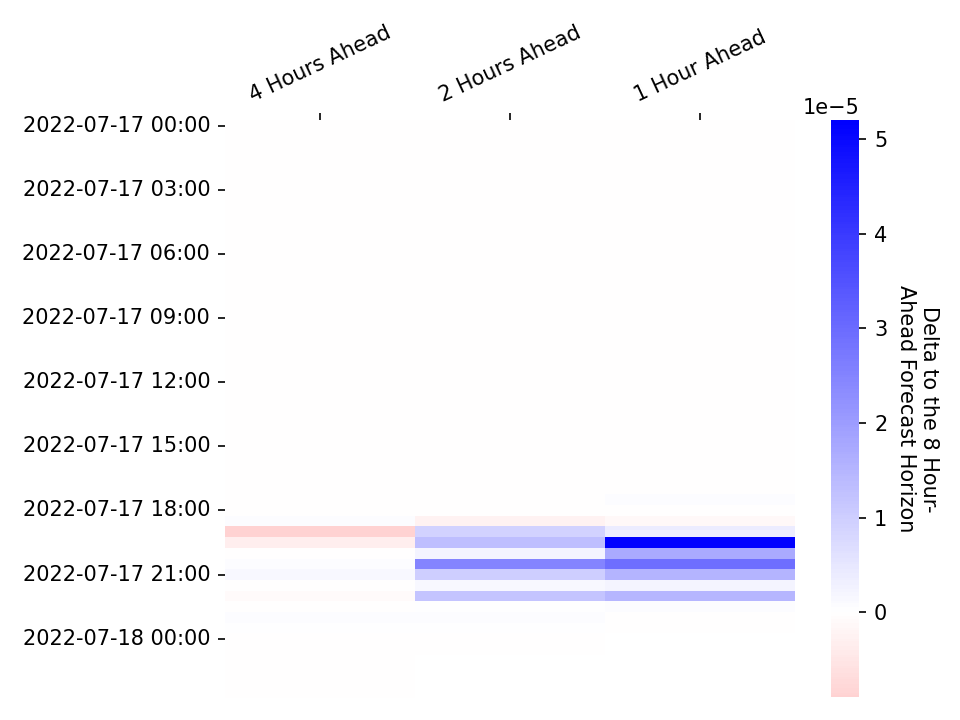 4 Hours Ahead
2 Hours Ahead
1 Hour Ahead
1e−5
2022-07-17 00:00
2022-07-17 03:00
2022-07-17 06:00
2022-07-17 09:00
2022-07-17 12:00
2022-07-17 15:00
2022-07-17 18:00
2022-07-17 21:00
2022-07-18 00:00
5
4
3
2
1
0
Delta to the 8 Hour-
Ahead Forecast Horizon